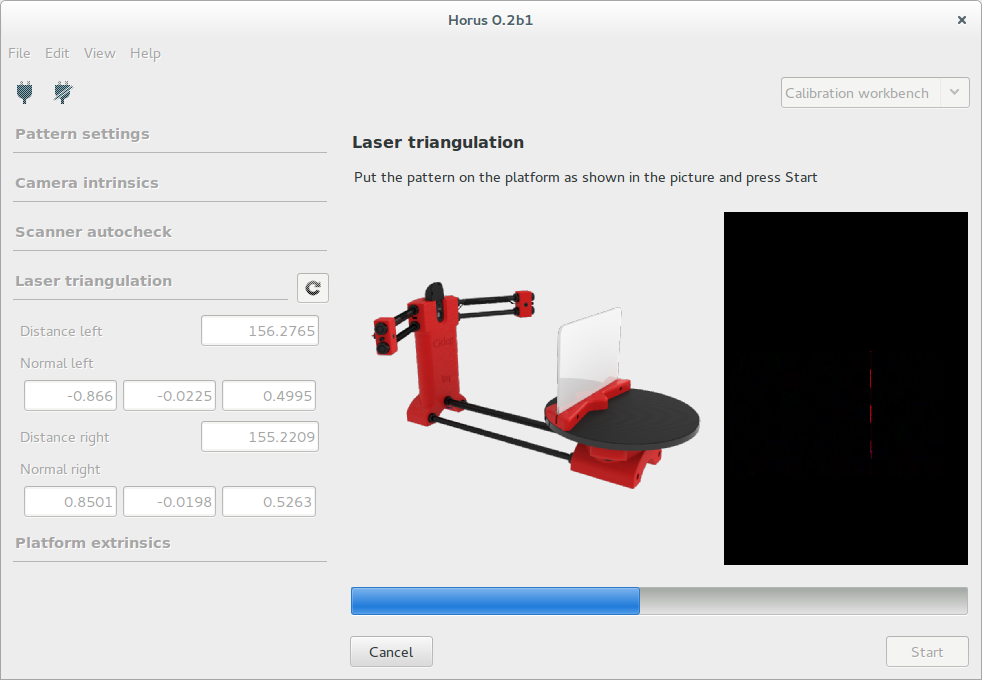 Horus 0.2b1
File Edit View Help
Calibration workbench
Pattern settings
Camera intrinsics
Scanner autocheck
Laser triangulation
Distance left 156.2765
Normal left
-0.866 -0.0225 0.4995
Distance right 155.2209
Normal right
0.8501 -0.0198 0.5263
Platform extrinsics
Laser triangulation
Put the pattern on the platform as shown in the picture and press Start
Cancel
Start